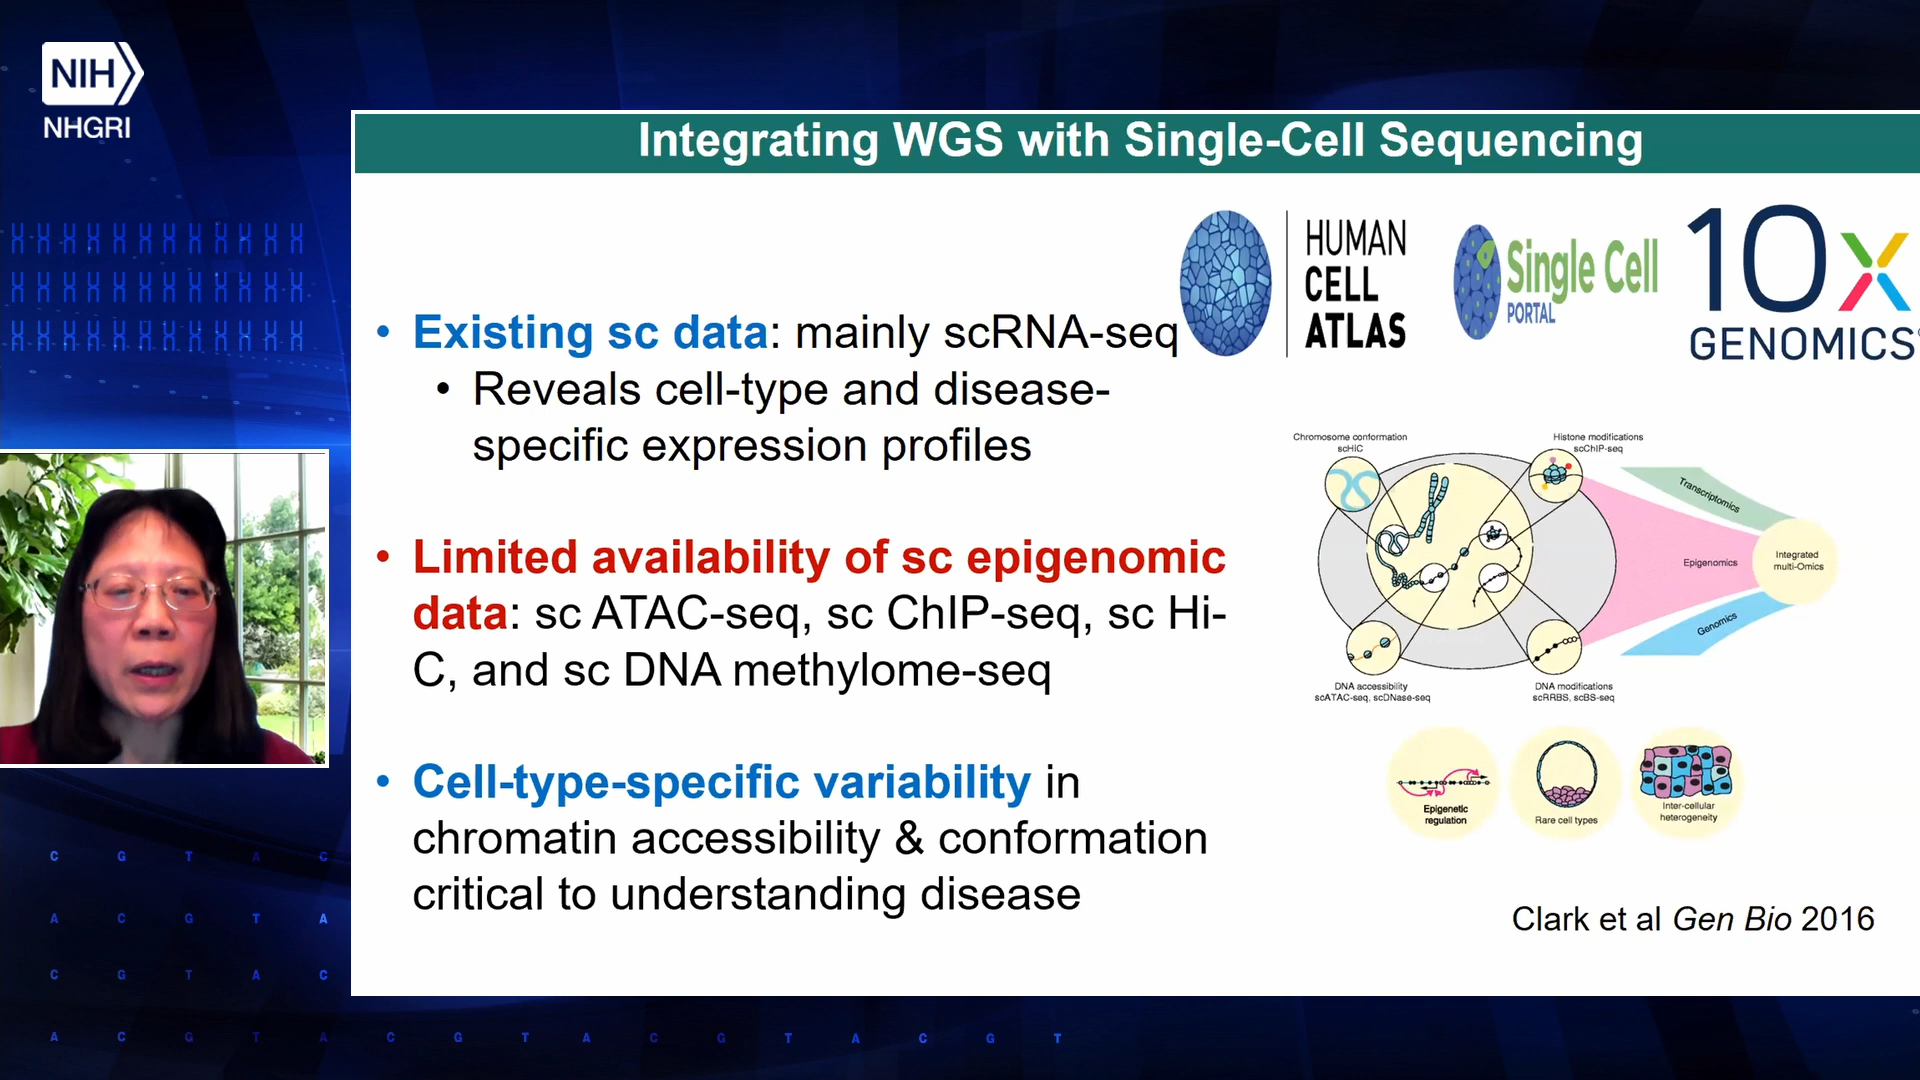 NIH
NHGRI
Integrating WGS with Single-Cell Sequencing
HUMAN
CELL
ATLAS
Single Cell
PORTAL
10x
GENOMICS
• Existing sc data: mainly scRNA-seq
• Reveals cell-type and disease-
specific expression profiles
• Limited availability of sc epigenomic
data: sc ATAC-seq, sc ChIP-seq, sc Hi-
C, and sc DNA methylome-seq
• Cell-type-specific variability in
chromatin accessibility & conformation
critical to understanding disease
Chromosome conformation
scHiC
Histone modifications
scChIP-seq
Transcriptomics
Epigenomics
Genomics
Integrated
multi-Omics
DNA accessibility
scATAC-seq, scDNase-seq
DNA modifications
scRRBS, scBS-seq
Epigenetic
regulation
Rare cell types
Inter-cellular
heterogeneity
Clark et al Gen Bio 2016
C G T A C
A C G T A
C G T A C
A C G T A C G T A C G T A C G T